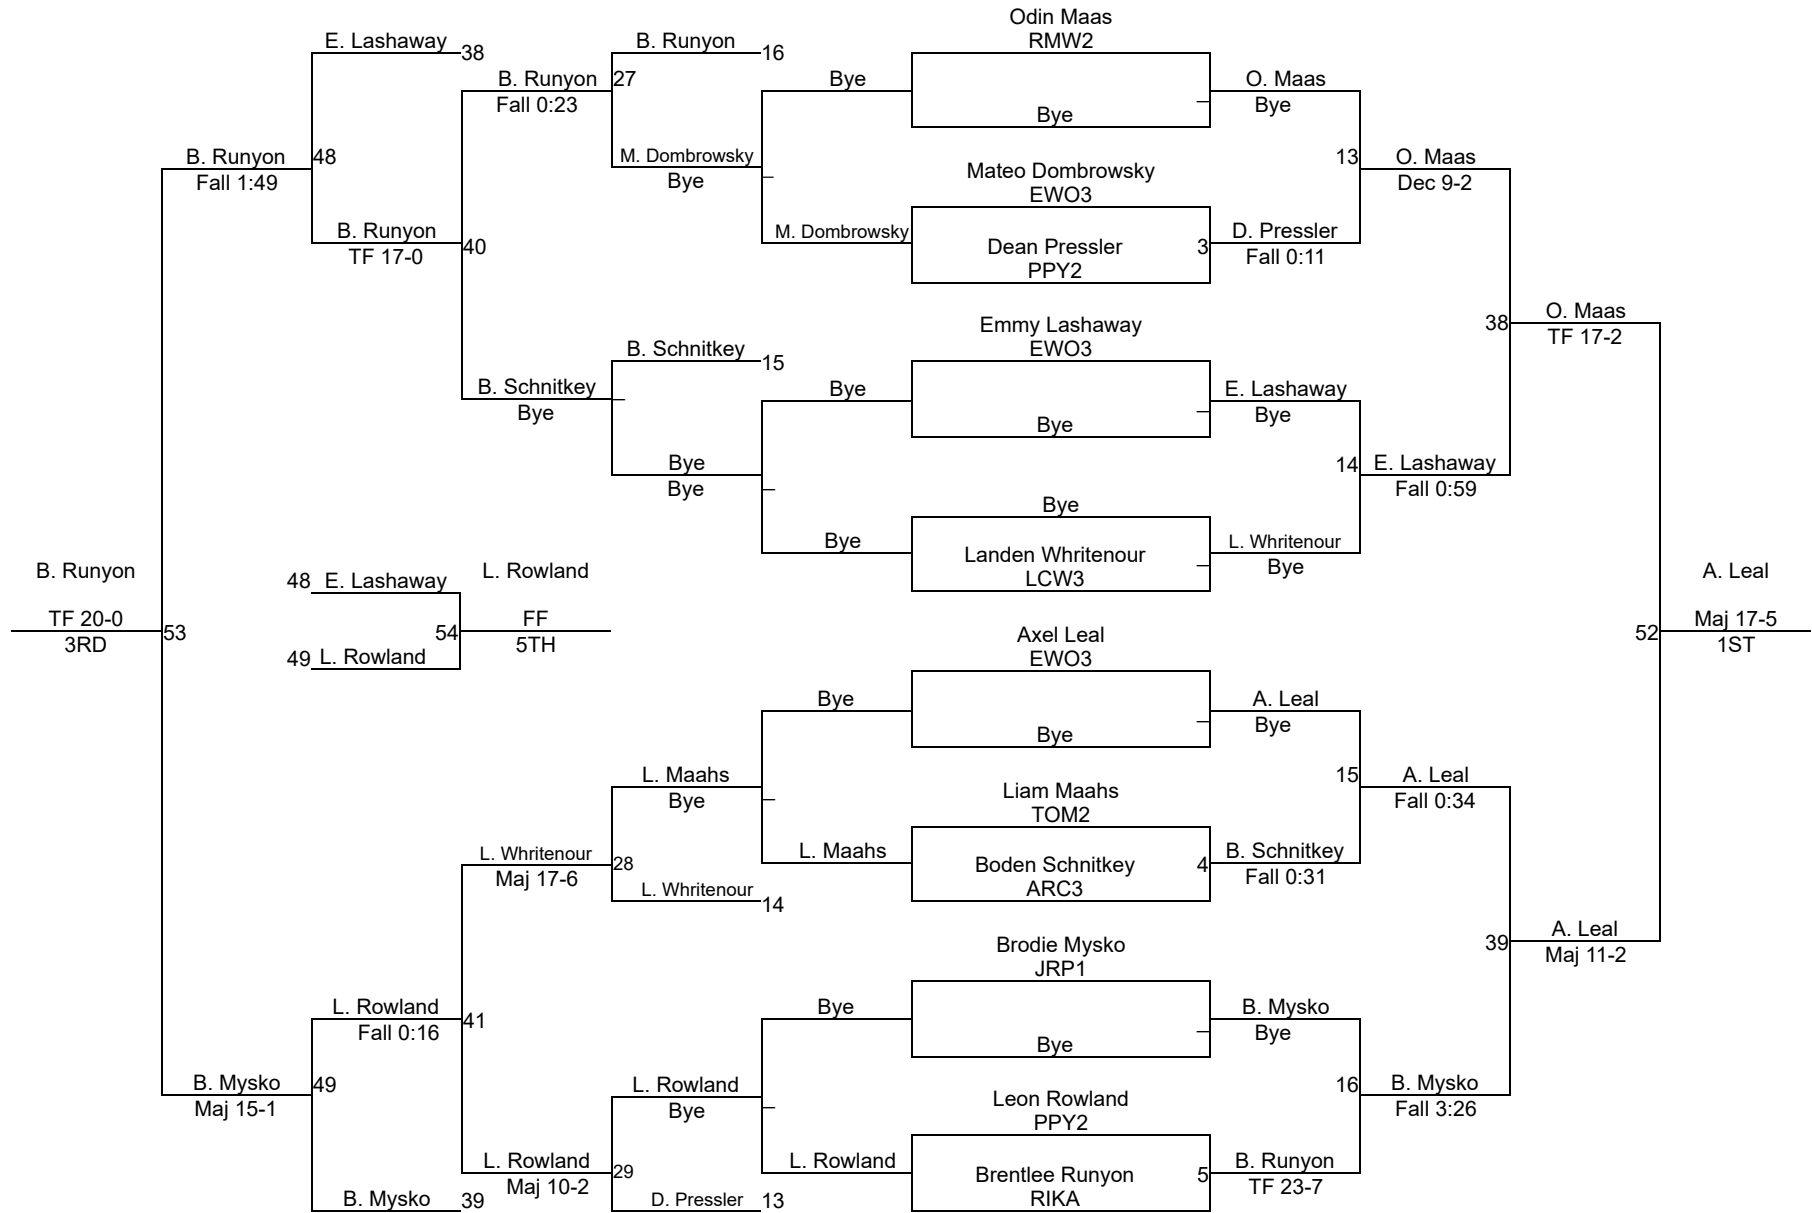 Odin Maas
RMW2
E. Lashaway
38
B. Runyon
16
B. Runyon
27
Fall 0:23
Bye
O. Maas
Bye
Bye
B. Runyon
48
Fall 1:49
M. Dombrowsky
Bye
Mateo Dombrowsky
EWO3
13
O. Maas
Dec 9-2
B. Runyon
40
TF 17-0
M. Dombrowsky
Dean Pressler
PPY2
3
D. Pressler
Fall 0:11
Emmy Lashaway
EWO3
38
O. Maas
TF 17-2
B. Schnitkey
15
B. Schnitkey
Bye
Bye
E. Lashaway
Bye
Bye
Bye
Bye
14
E. Lashaway
Fall 0:59
Bye
Bye
Landen Whritenour
LCW3
L. Whritenour
Bye
B. Runyon
TF 20-0
3RD
53
48
E. Lashaway
L. Rowland
54
FF
5TH
49
L. Rowland
A. Leal
52
Maj 17-5
1ST
Axel Leal
EWO3
Bye
A. Leal
Bye
Bye
L. Maahs
Bye
Liam Maahs
TOM2
15
A. Leal
Fall 0:34
L. Whritenour
28
Maj 17-6
L. Maahs
Boden Schnitkey
ARC3
4
B. Schnitkey
Fall 0:31
L. Whritenour
14
Brodie Mysko
JRP1
39
A. Leal
Maj 11-2
L. Rowland
41
Fall 0:16
Bye
B. Mysko
Bye
Bye
B. Mysko
49
Maj 15-1
L. Rowland
Bye
Leon Rowland
PPY2
16
B. Mysko
Fall 3:26
L. Rowland
29
Maj 10-2
L. Rowland
Brentlee Runyon
RIKA
5
B. Runyon
TF 23-7
B. Mysko
39
D. Pressler
13